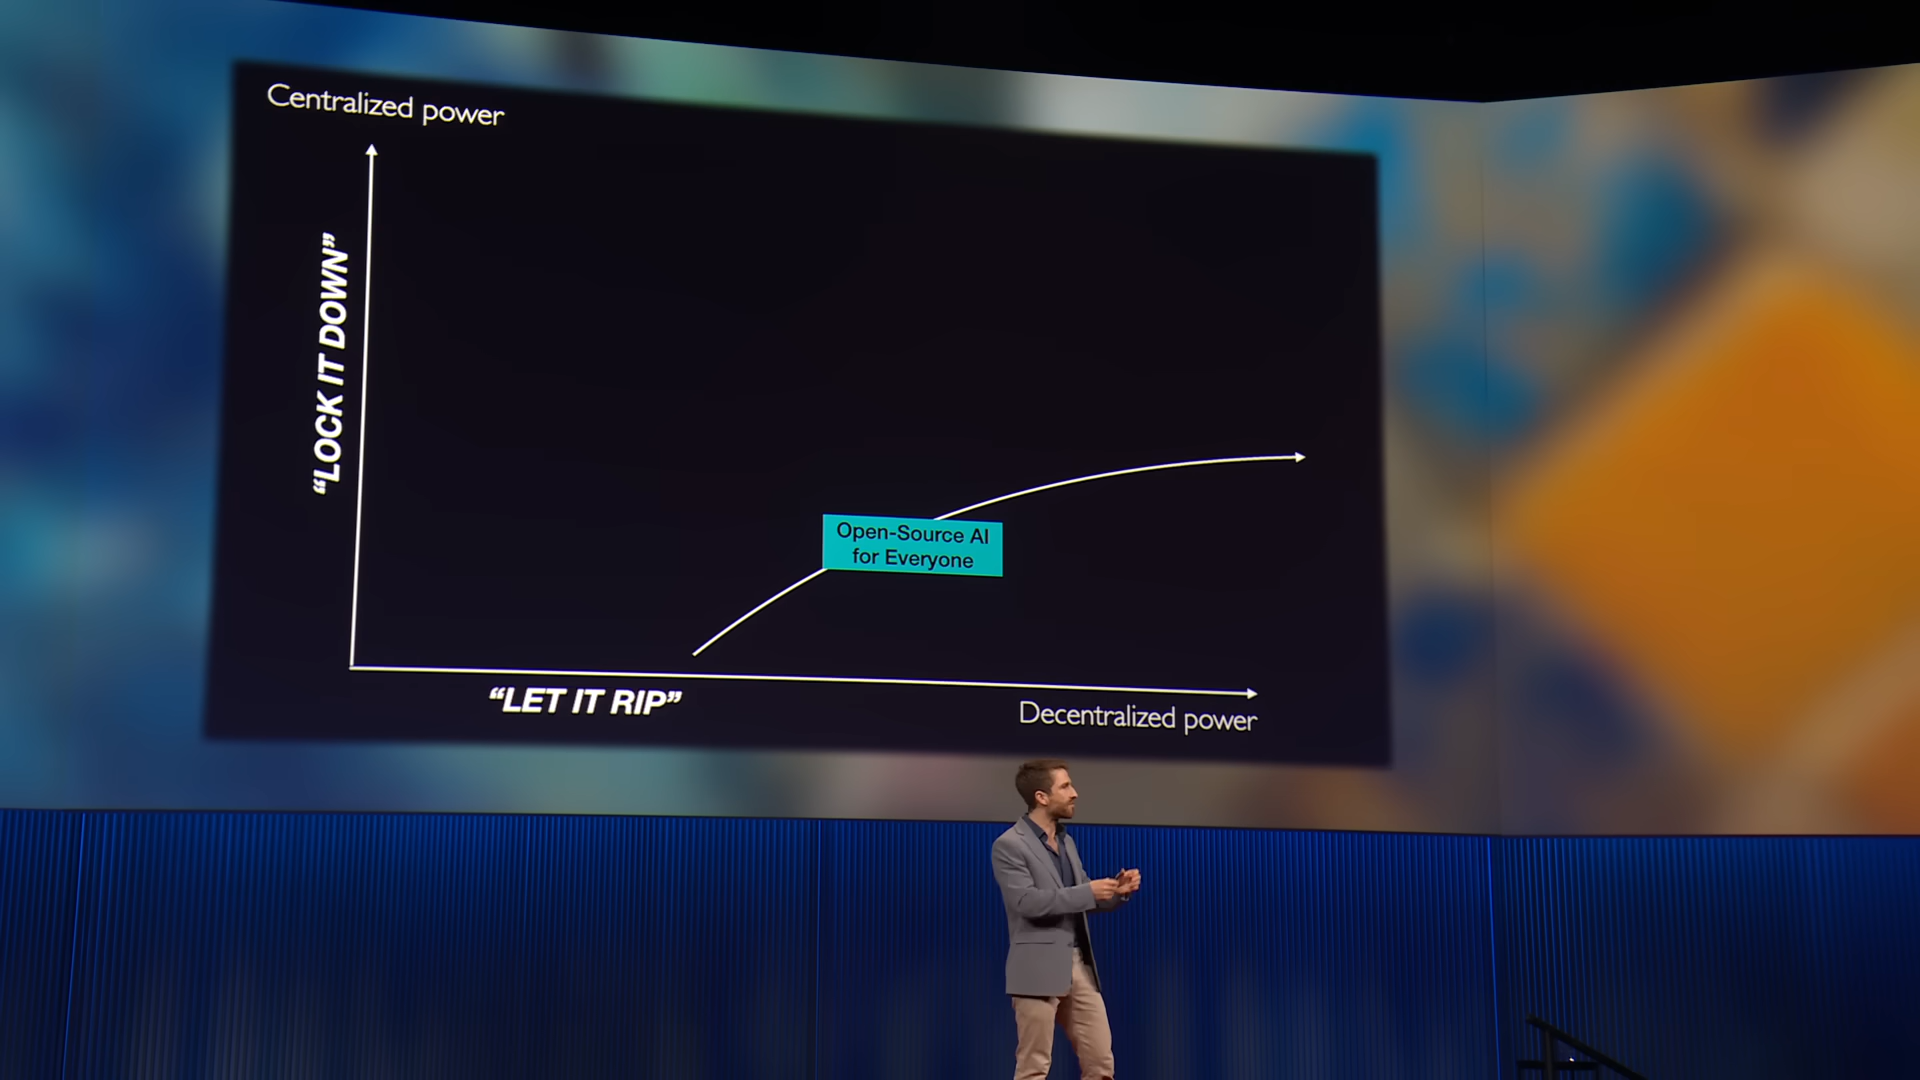 Centralized power
“LOCK IT DOWN”
Open-Source AI
for Everyone
“LET IT RIP”
Decentralized power